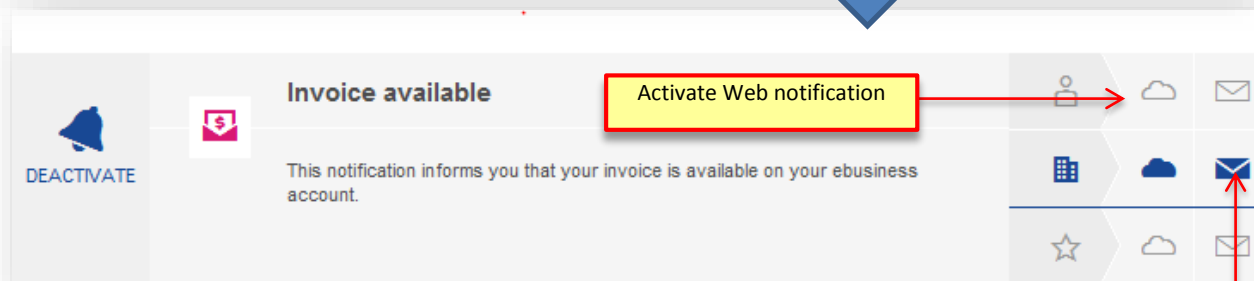 Invoice available
Activate Web notification
DEACTIVATE
This notification informs you that your invoice is available on your ebusiness
account.